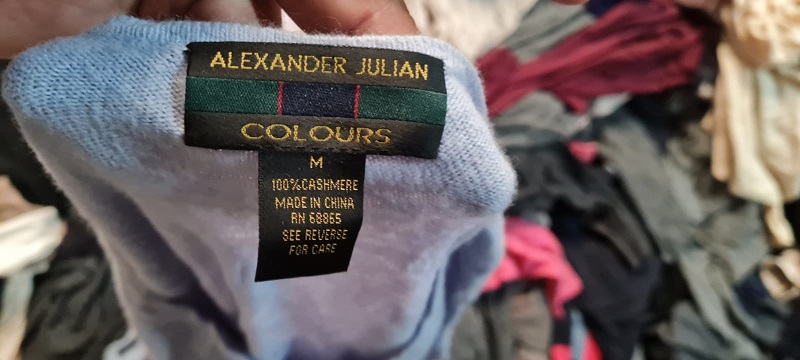 ALEXANDER JULIAN
COLOURS
M
100%CASHMERE
MADE IN CHINA
RN 68865
SEE REVERSE
FOR CARE